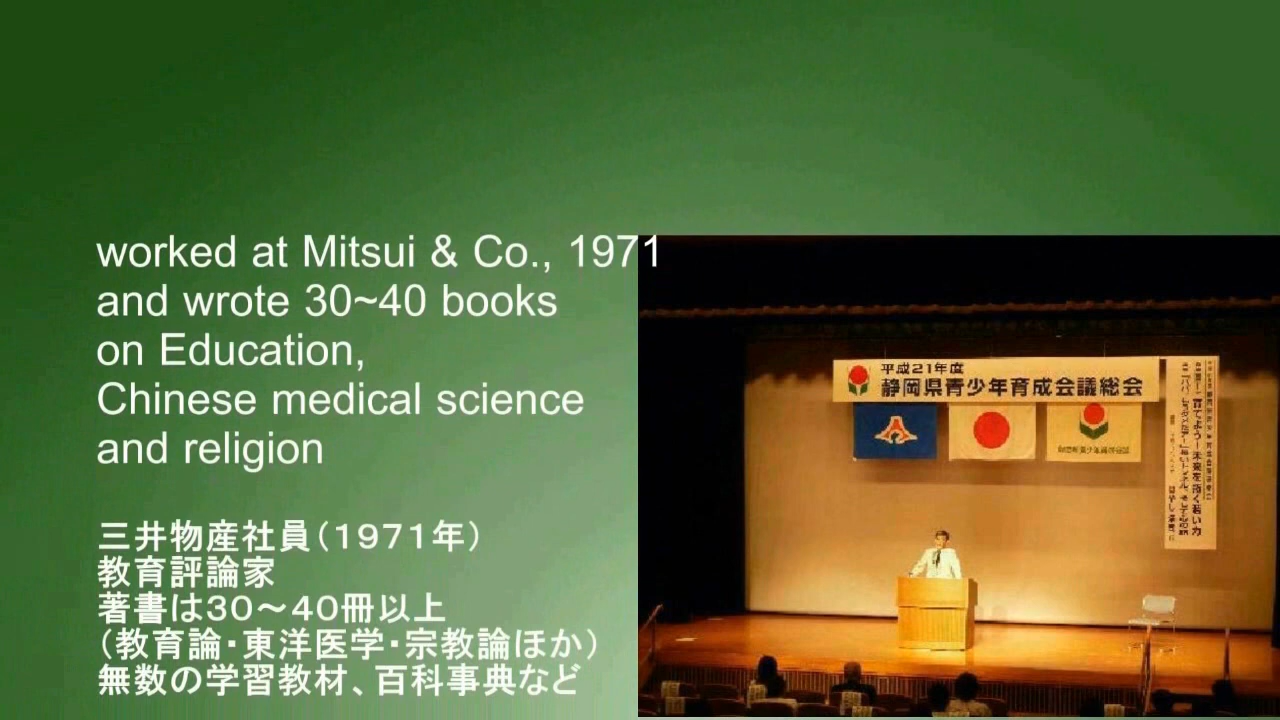 worked at Mitsui & Co., 1971
and wrote 30~40 books
on Education,
Chinese medical science
and religion
三井物産社員（１９７１年）
教育評論家
著書は３０～４０冊以上
（教育論・東洋医学・宗教論ほか）
無数の学習教材、百科事典など
平成21年度
静岡県青少年育成会議総会